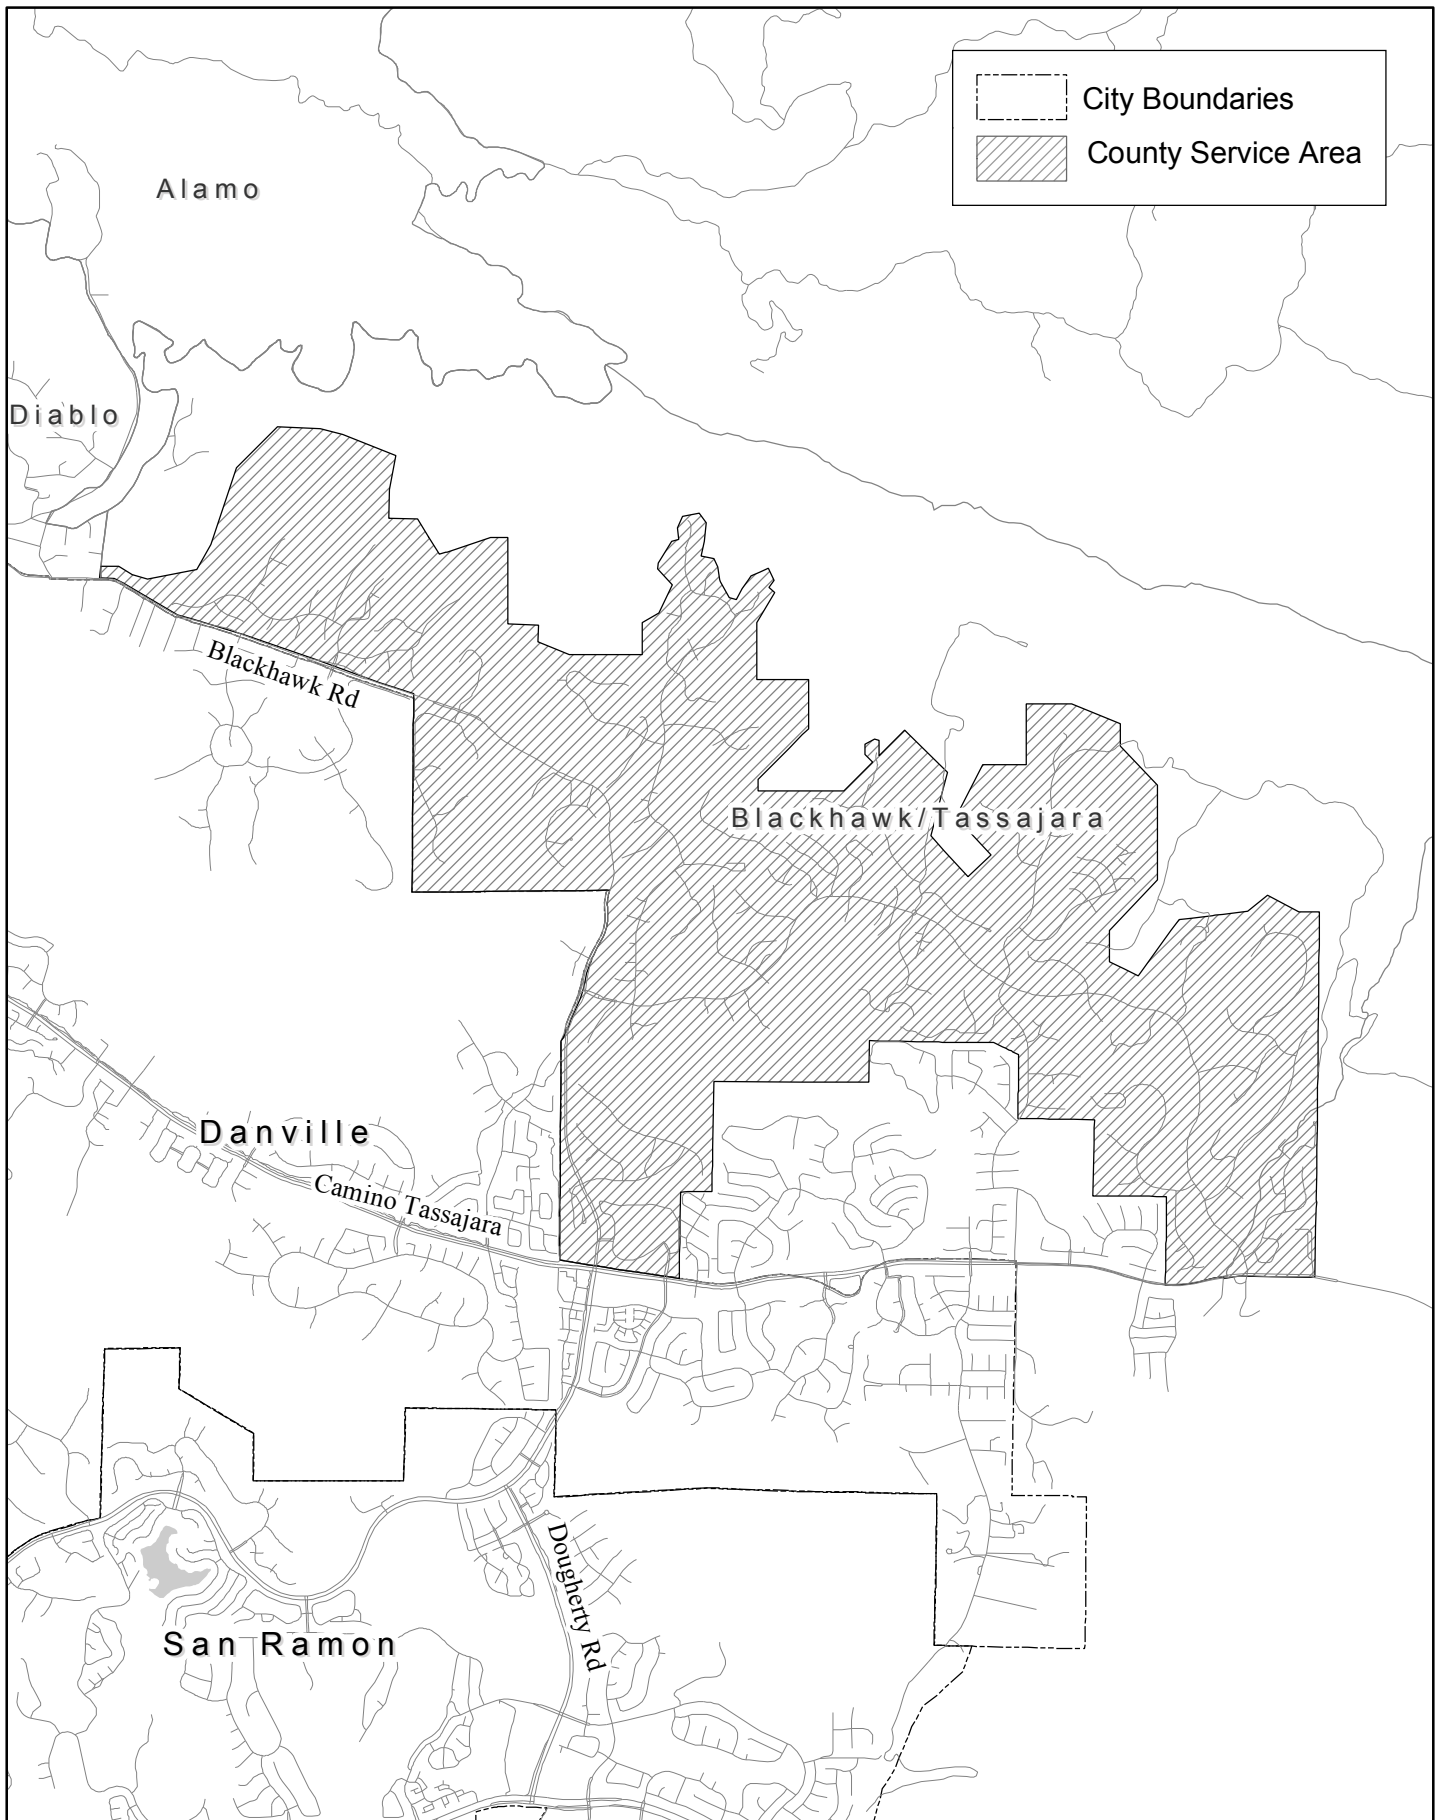 City Boundaries
County Service Area
Alamo
Diablo
Blackhawk Rd
Blackhawk/Tassajara
Danville
Camino Tassajara
Dougherty Rd
San Ramon